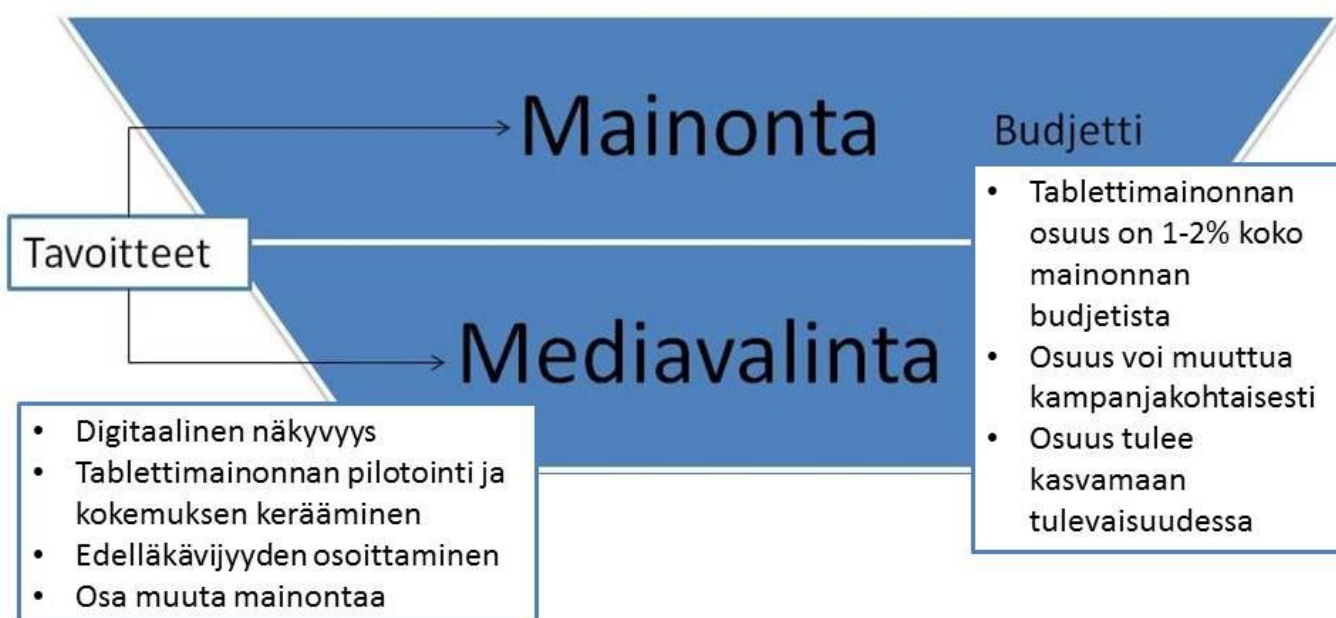 Mainonta
Budjetti
• Tablettimainonnan
osuus on 1-2% koko
mainonnan
budjetista
• Osuus voi muuttua
kampanjakohtaisesti
• Osuus tulee
kasvamaan
tulevaisuudessa
Tavoitteet
Mediavalinta
• Digitaalinen näkyvyys
• Tablettimainonnan pilotointi ja
kokemuksen kerääminen
• Edelläkävijyyden osoittaminen
• Osa muuta mainontaa